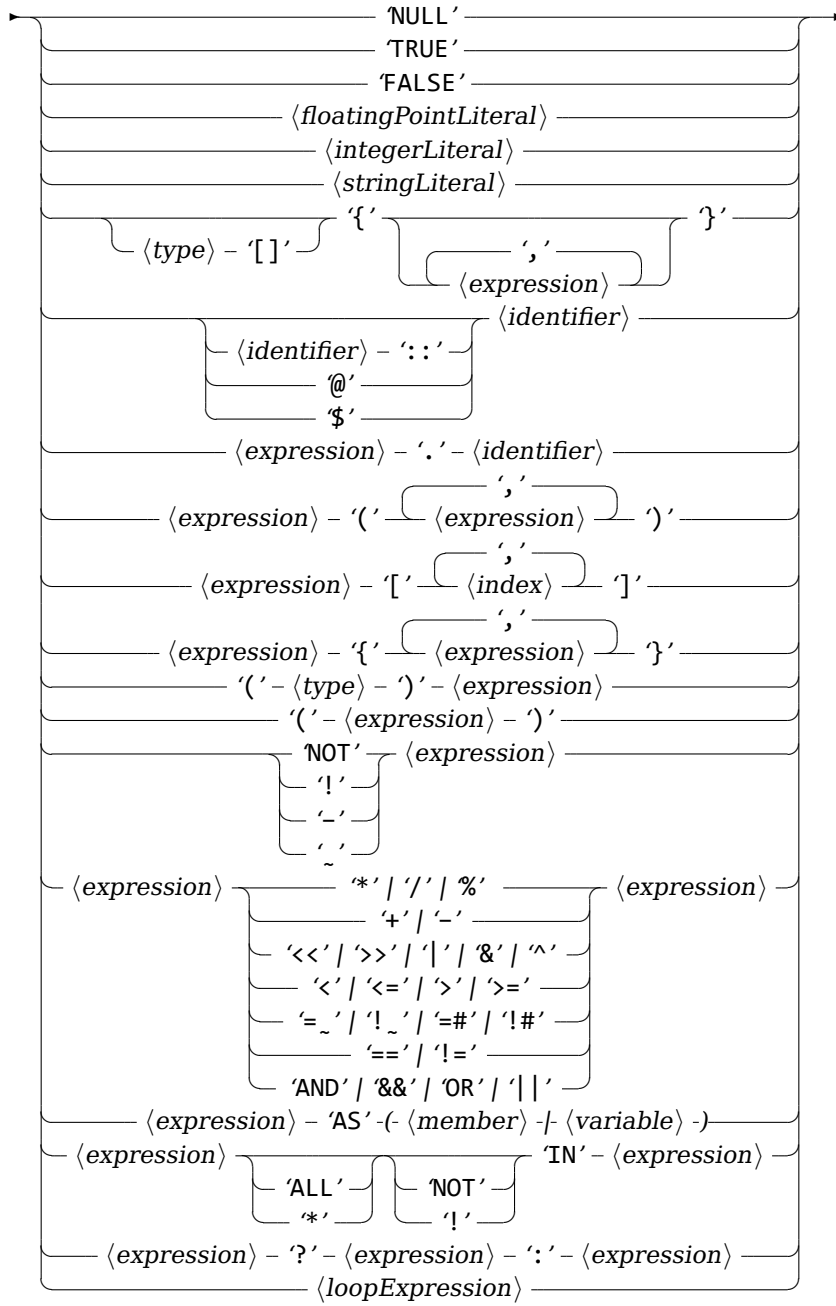 ‘NULL’
‘TRUE’
‘FALSE’
⟨floatingPointLiteral⟩
⟨integerLiteral⟩
⟨stringLiteral⟩
‘{’ ‘}’
⟨type⟩ – ‘[]’
‘,’
⟨expression⟩
⟨identifier⟩
⟨identifier⟩ – ‘::’
‘@’
‘$’
⟨expression⟩ – ‘.’ – ⟨identifier⟩
‘,’
⟨expression⟩ – ‘(’ ⟨expression⟩ ‘)’
‘,’
⟨expression⟩ – ‘[’ ⟨index⟩ ‘]’
‘,’
⟨expression⟩ – ‘{’ ⟨expression⟩ ‘}’
‘(’ – ⟨type⟩ – ‘)’ – ⟨expression⟩
‘(’ – ⟨expression⟩ – ‘)’
‘NOT’ ⟨expression⟩
‘!’
‘-’
‘~’
⟨expression⟩ ‘*’ | ‘/’ | ‘%’ ⟨expression⟩
‘+’ | ‘-’
‘<<’ | ‘>>’ | ‘|’ | ‘&’ | ‘^’
‘<’ | ‘<=’ | ‘>’ | ‘>=’
‘=~’ | ‘!~’ | ‘=#’ | ‘!#’
‘==’ | ‘!=’
‘AND’ | ‘&&’ | ‘OR’ | ‘||’
⟨expression⟩ – ‘AS’ -(- ⟨member⟩ -|- ⟨variable⟩ -)
⟨expression⟩ ‘IN’ – ⟨expression⟩
‘ALL’ ‘NOT’
‘*’ ‘!’
⟨expression⟩ – ‘?’ – ⟨expression⟩ – ‘:’ – ⟨expression⟩
⟨loopExpression⟩